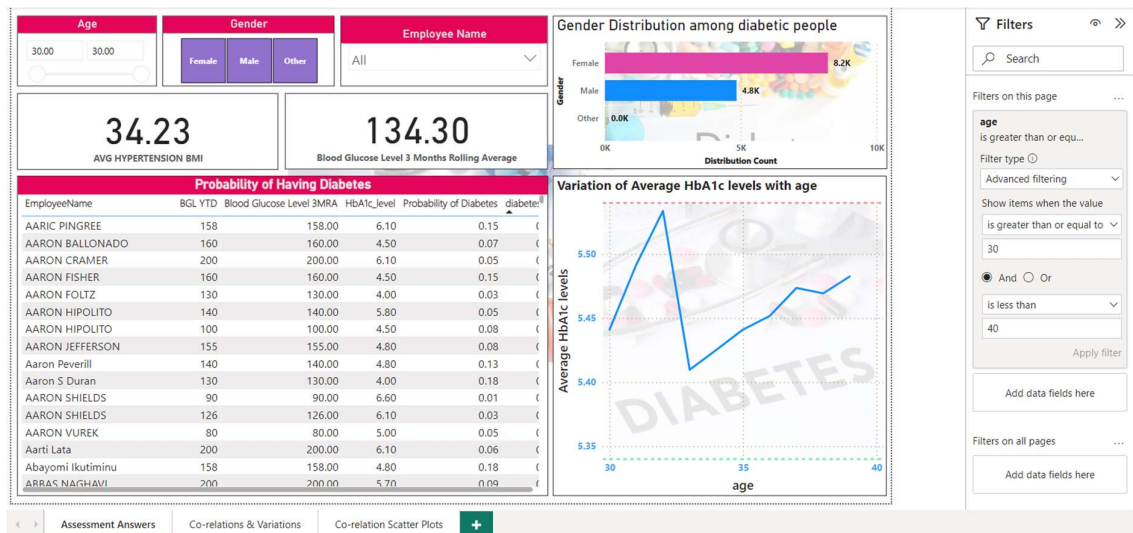 Age
30.00 30.00
Gender
Female Male Other
Employee Name
All
34.23
AVG HYPERTENSION BMI
134.30
Blood Glucose Level 3 Months Rolling Average
Gender Distribution among diabetic people
Gender
Female 8.2K
Male 4.8K
Other 0.0K
0K 5K 10K
Distribution Count
Probability of Having Diabetes
EmployeeName BGL YTD Blood Glucose Level 3MRA HbA1c_level Probability of Diabetes diabetes
AARIC PINGREE 158 158.00 6.10 0.15
AARON BALLONADO 160 160.00 4.50 0.07
AARON CRAMER 200 200.00 6.10 0.05
AARON FISHER 160 160.00 4.50 0.15
AARON FOLTZ 130 130.00 4.00 0.03
AARON HIPOLITO 140 140.00 5.80 0.05
AARON HIPOLITO 100 100.00 4.50 0.08
AARON JEFFERSON 155 155.00 4.80 0.08
Aaron Peverill 140 140.00 4.80 0.13
Aaron S Duran 130 130.00 4.00 0.18
AARON SHIELDS 90 90.00 6.60 0.01
AARON SHIELDS 126 126.00 6.10 0.03
AARON VUREK 80 80.00 5.00 0.05
Aarti Lata 200 200.00 6.10 0.06
Abayomi Ikutiminu 158 158.00 4.80 0.18
ABBAS NAGHAVI 200 200.00 5.70 0.09
Variation of Average HbA1c levels with age
Average HbA1c levels
5.50
5.45
5.40
5.35
DIABETES
30 35 40
age
Filters
Search
Filters on this page ...
age
is greater than or equ...
Filter type
Advanced filtering
Show items when the value
is greater than or equal to
30
And Or
is less than
40
Apply filter
Add data fields here
Filters on all pages ...
Add data fields here
Assessment Answers Co-relations & Variations Co-relation Scatter Plots +